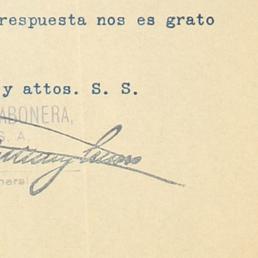 respuesta nos es grato
y attos. S. S.
ABONERA,
S. A.